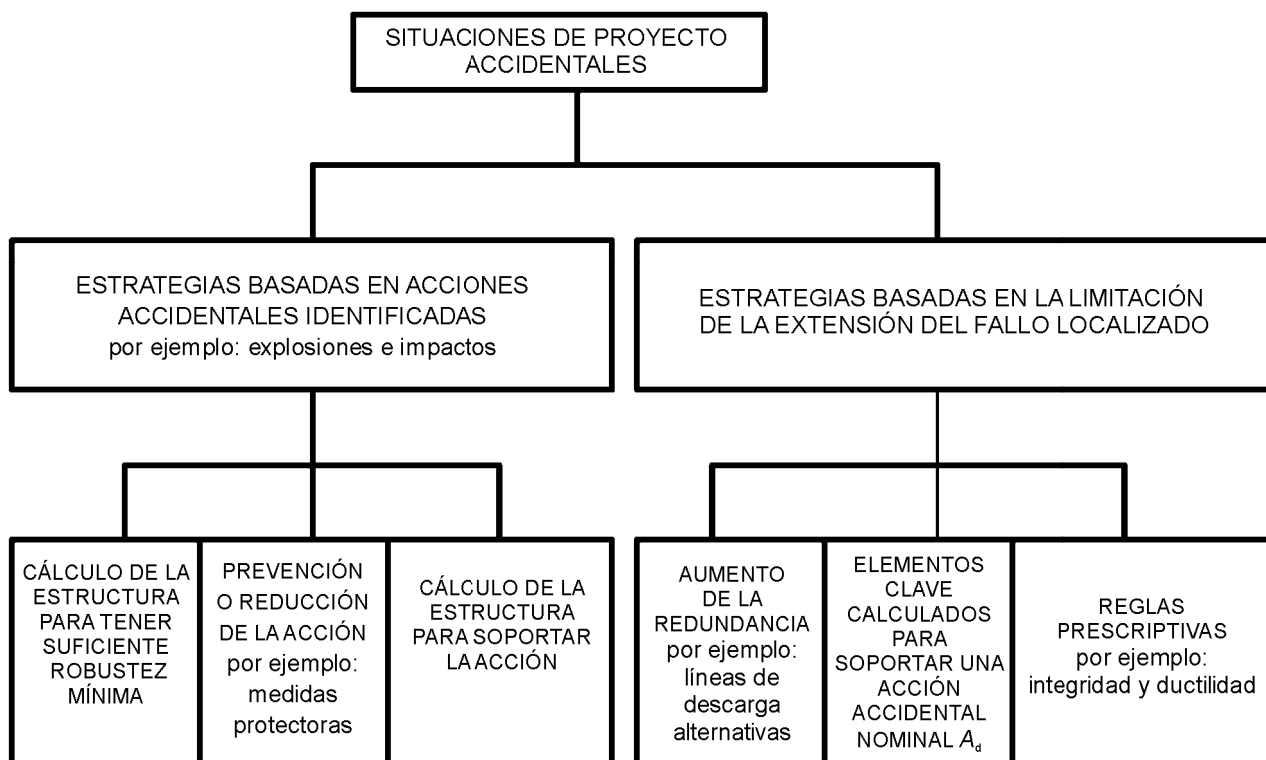 SITUACIONES DE PROYECTO
ACCIDENTALES
ESTRATEGIAS BASADAS EN ACCIONES
ACCIDENTALES IDENTIFICADAS
por ejemplo: explosiones e impactos
ESTRATEGIAS BASADAS EN LA LIMITACIÓN
DE LA EXTENSIÓN DEL FALLO LOCALIZADO
CÁLCULO DE LA
ESTRUCTURA
PARA TENER
SUFICIENTE
ROBUSTEZ
MÍNIMA
PREVENCIÓN
O REDUCCIÓN
DE LA ACCIÓN
por ejemplo:
medidas
protectoras
CÁLCULO DE LA
ESTRUCTURA
PARA SOPORTAR
LA ACCIÓN
AUMENTO
DE LA
REDUNDANCIA
por ejemplo:
líneas de
descarga
alternativas
ELEMENTOS
CLAVE
CALCULADOS
PARA
SOPORTAR UNA
ACCIÓN
ACCIDENTAL
NOMINAL Ad
REGLAS
PRESCRIPTIVAS
por ejemplo:
integridad y ductilidad